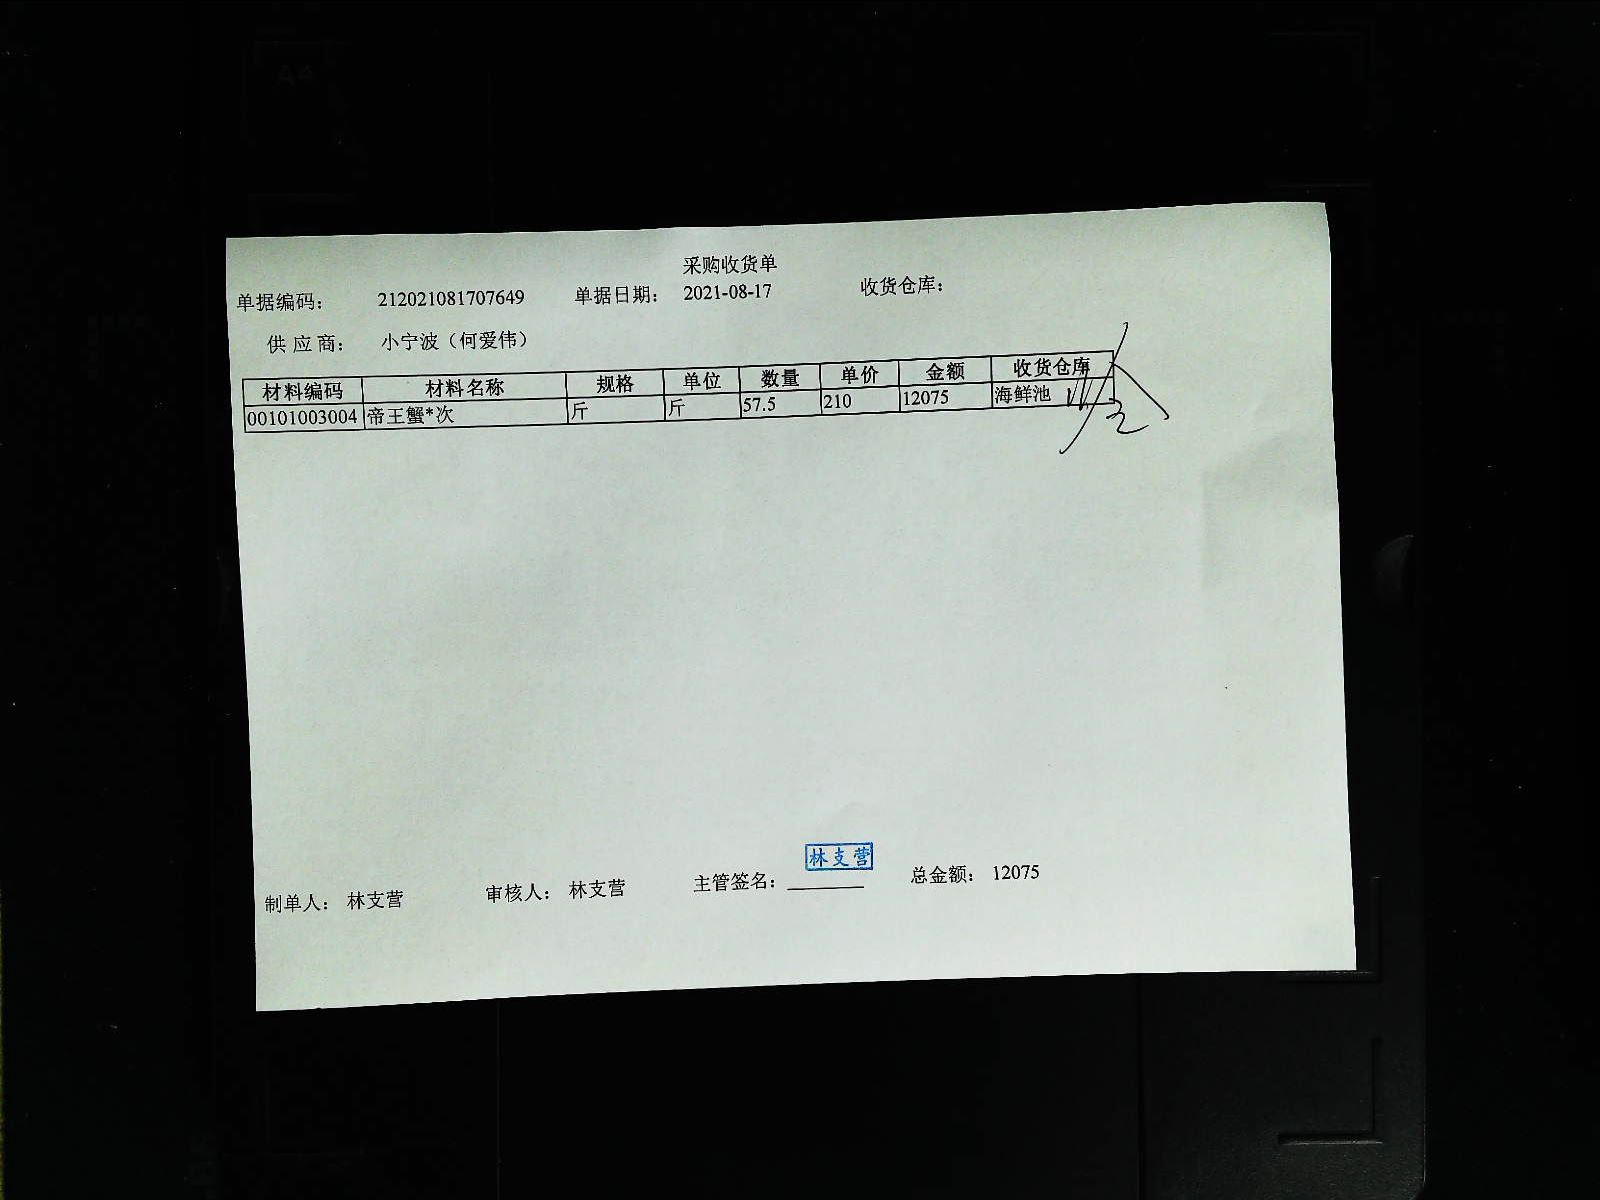 采购收货单
单据编码： 212021081707649 单据日期： 2021-08-17 收货仓库：
供应商： 小宁波（何爱伟）
材料编码 材料名称 规格 单位 数量 单价 金额 收货仓库
00101003004 帝王蟹*次 斤 斤 57.5 210 12075 海鲜池
林支营
制单人： 林支营 审核人： 林支营 主管签名： 总金额： 12075